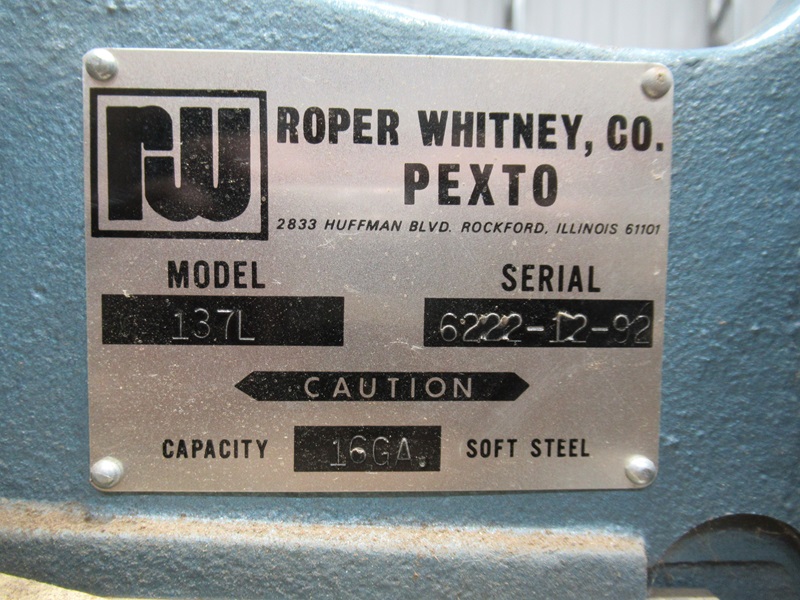 rw
ROPER WHITNEY, CO.
PEXTO
2833 HUFFMAN BLVD. ROCKFORD, ILLINOIS 61101
MODEL SERIAL
137L 6222-12-92
CAUTION
CAPACITY 16GA. SOFT STEEL